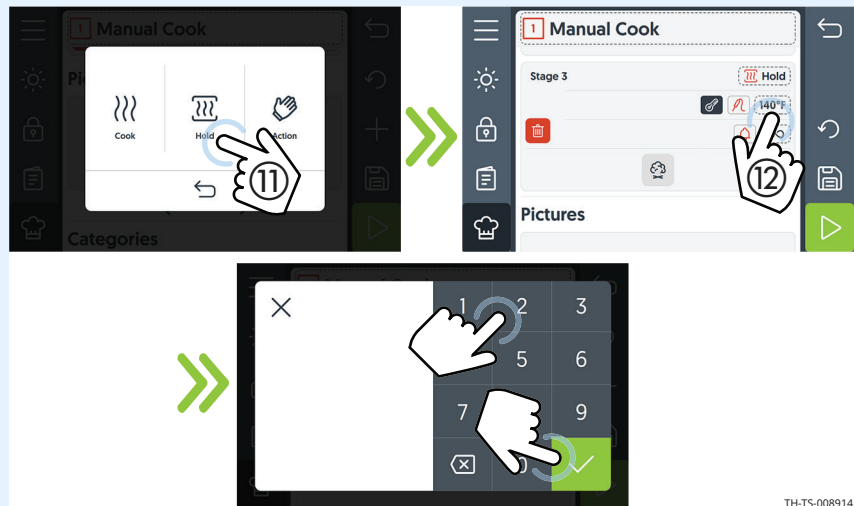 1 Manual Cook
Cook
Hold
Action
11
Categories
1 Manual Cook
Stage 3
Hold
140°F
12
Pictures
1 2 3
5 6
7 9
0
TH-TS-008914